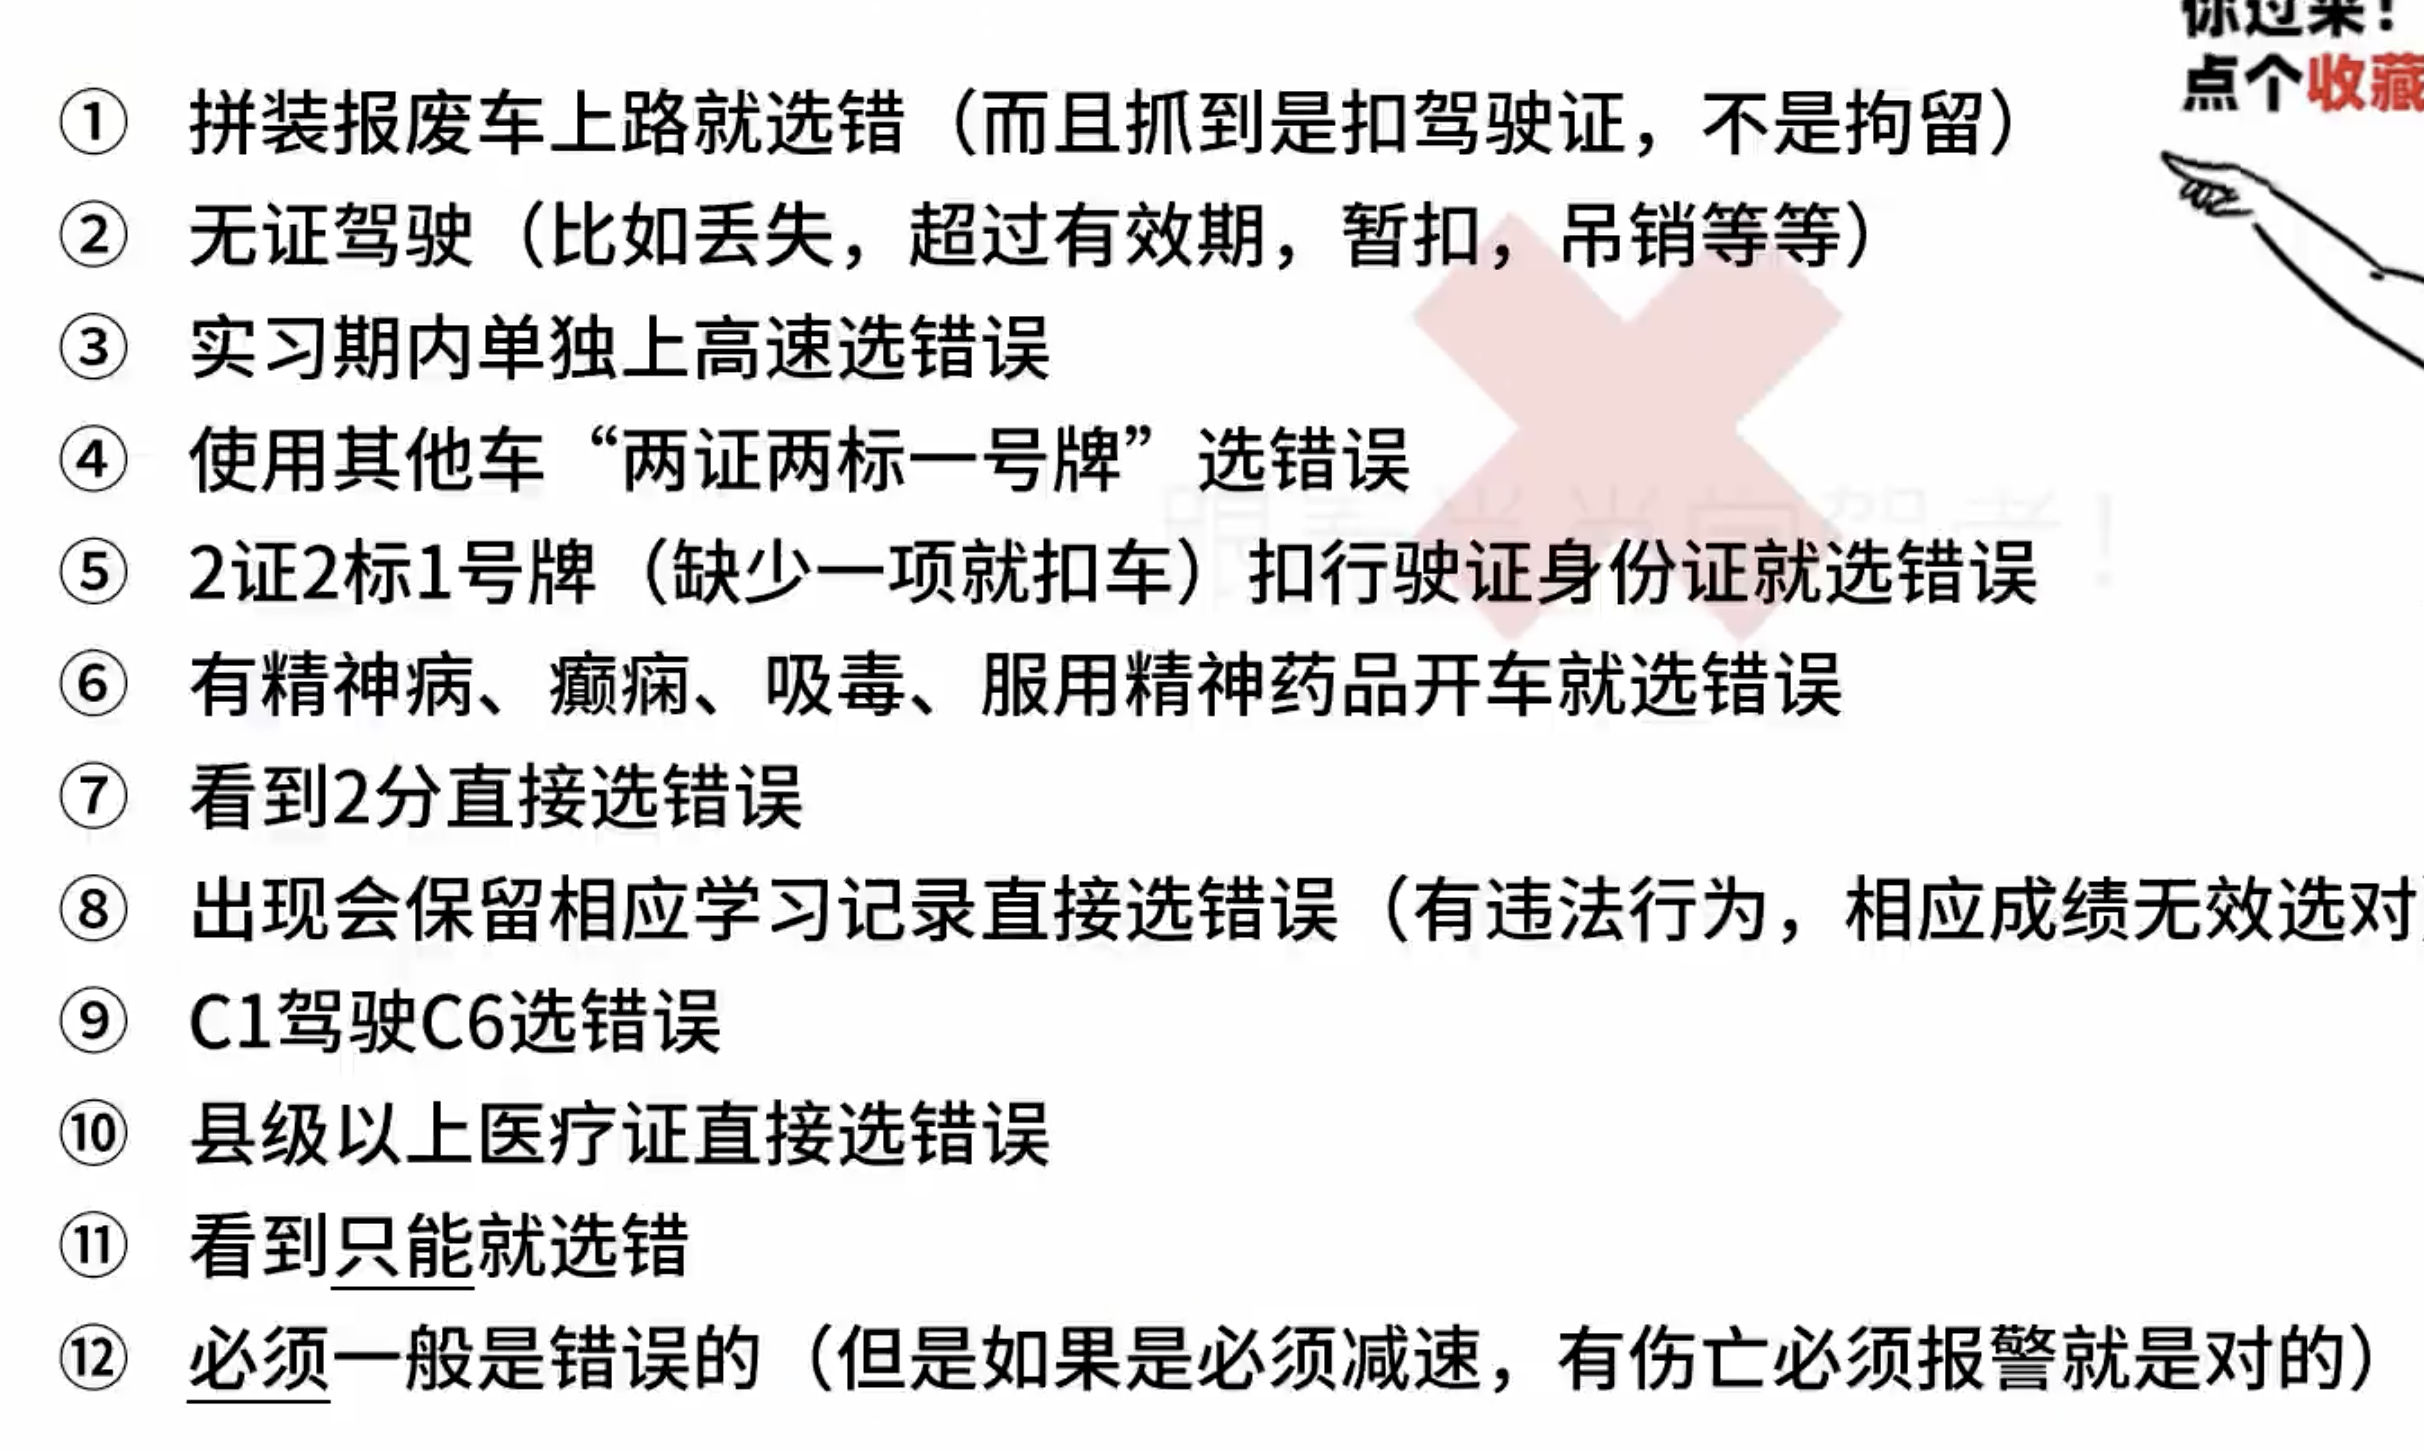 你过来！
点个收藏
① 拼装报废车上路就选错（而且抓到是扣驾驶证，不是拘留）
② 无证驾驶（比如丢失，超过有效期，暂扣，吊销等等）
③ 实习期内单独上高速选错误
④ 使用其他车“两证两标一号牌”选错误
⑤ 2证2标1号牌（缺少一项就扣车）扣行驶证身份证就选错误
⑥ 有精神病、癫痫、吸毒、服用精神药品开车就选错误
⑦ 看到2分直接选错误
⑧ 出现会保留相应学习记录直接选错误（有违法行为，相应成绩无效选对）
⑨ C1驾驶C6选错误
⑩ 县级以上医疗证直接选错误
⑪ 看到只能就选错
⑫ 必须一般是错误的（但是如果是必须减速，有伤亡必须报警就是对的）